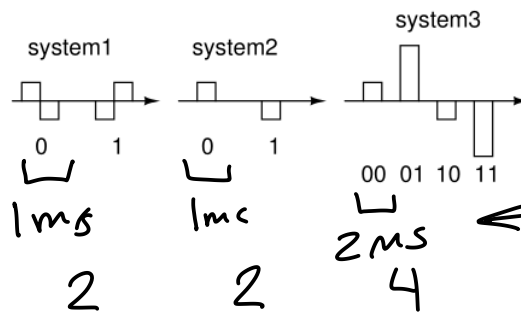 system1 system2 system3
0 1 0 1 00 01 10 11
1ms 1ms 2ms
2 2 4